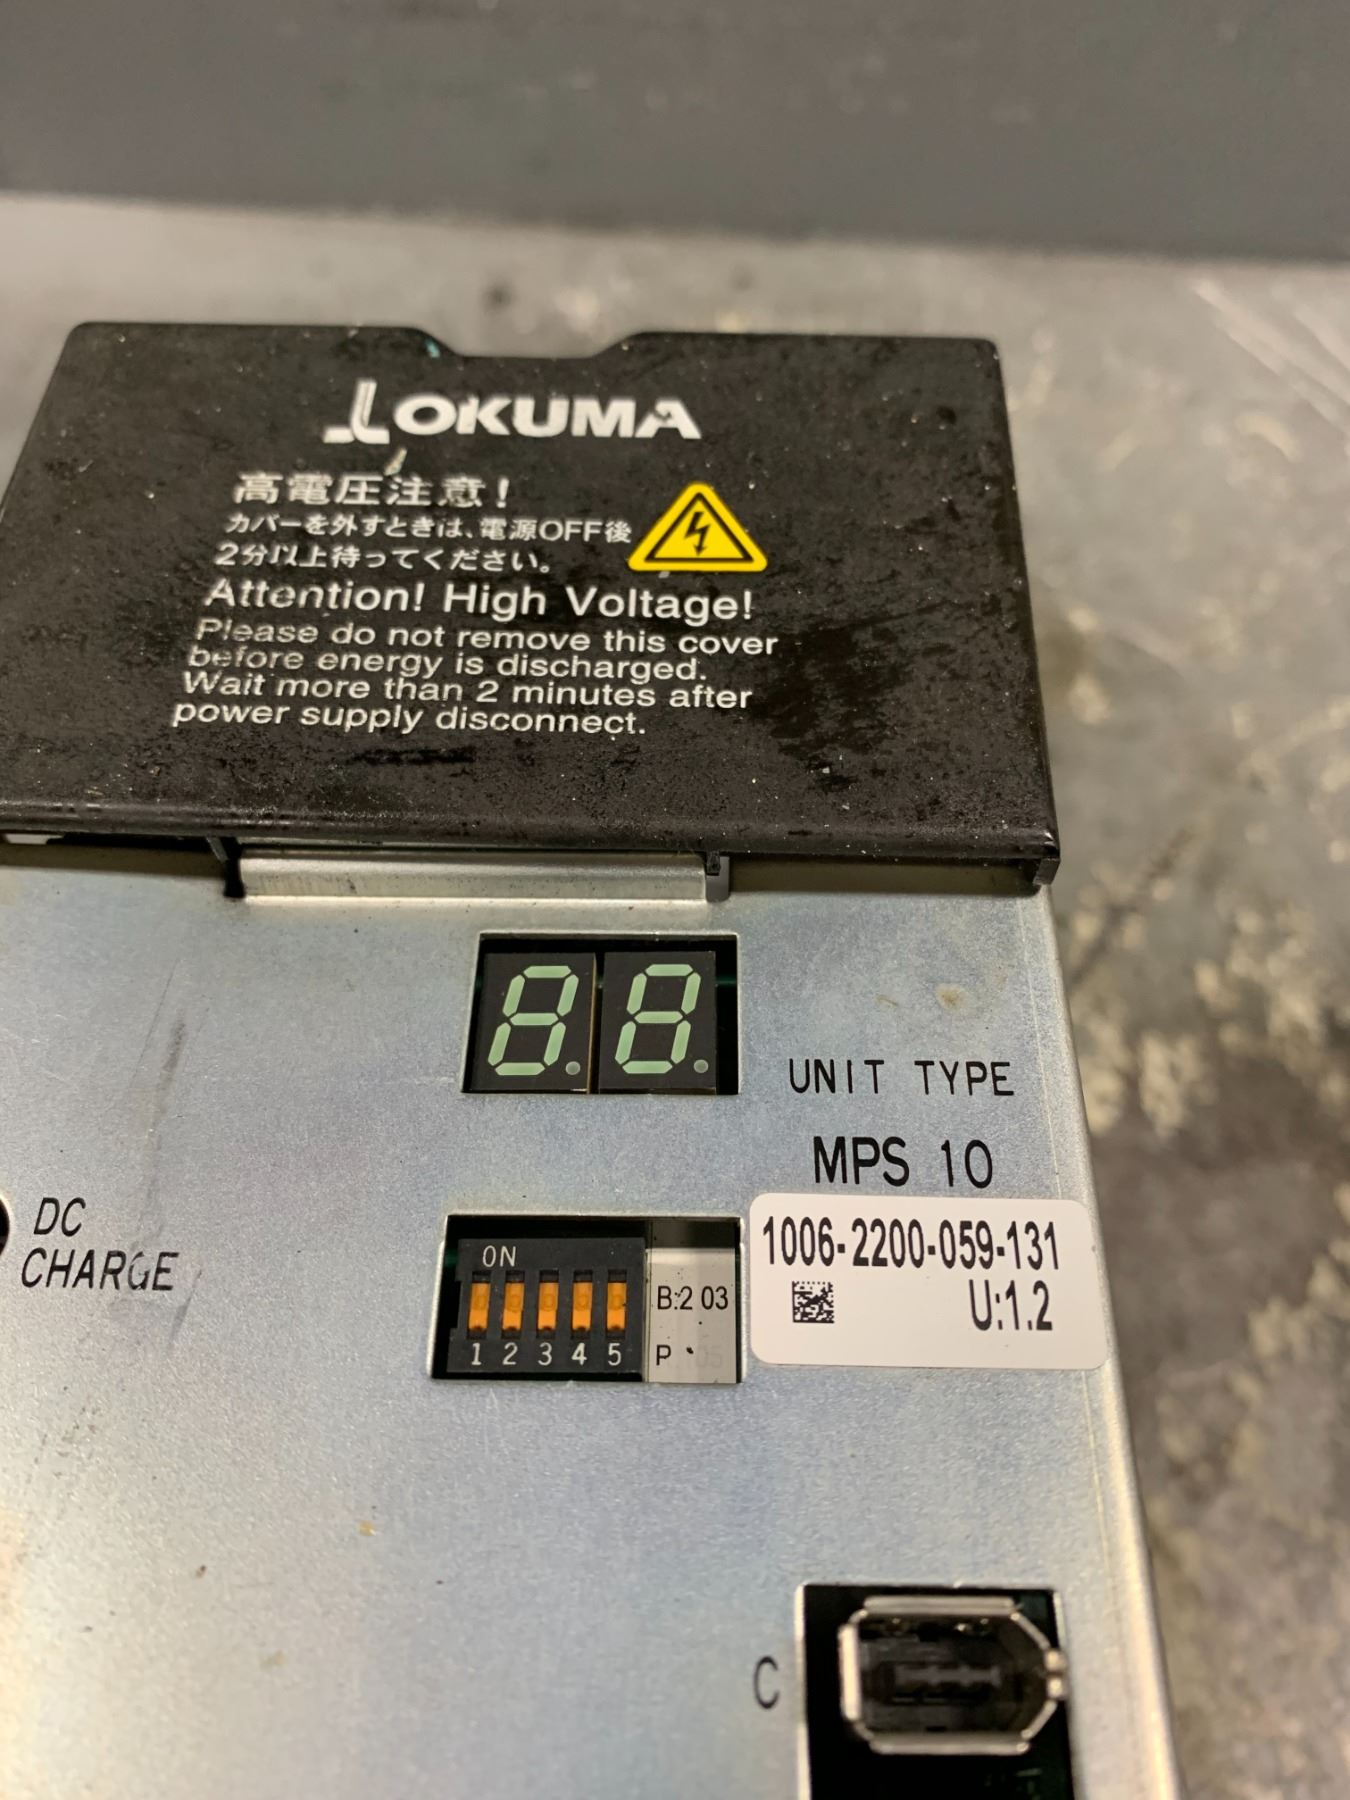 OKUMA
高電圧注意!
カバーを外すときは、電源OFF後
2分以上待ってください。
Attention! High Voltage!
Please do not remove this cover
before energy is discharged.
Wait more than 2 minutes after
power supply disconnect.
88
UNIT TYPE
MPS 10
1006-2200-059-131
U:1.2
DC
CHARGE
ON
1 2 3 4 5
B:2 03
P
C